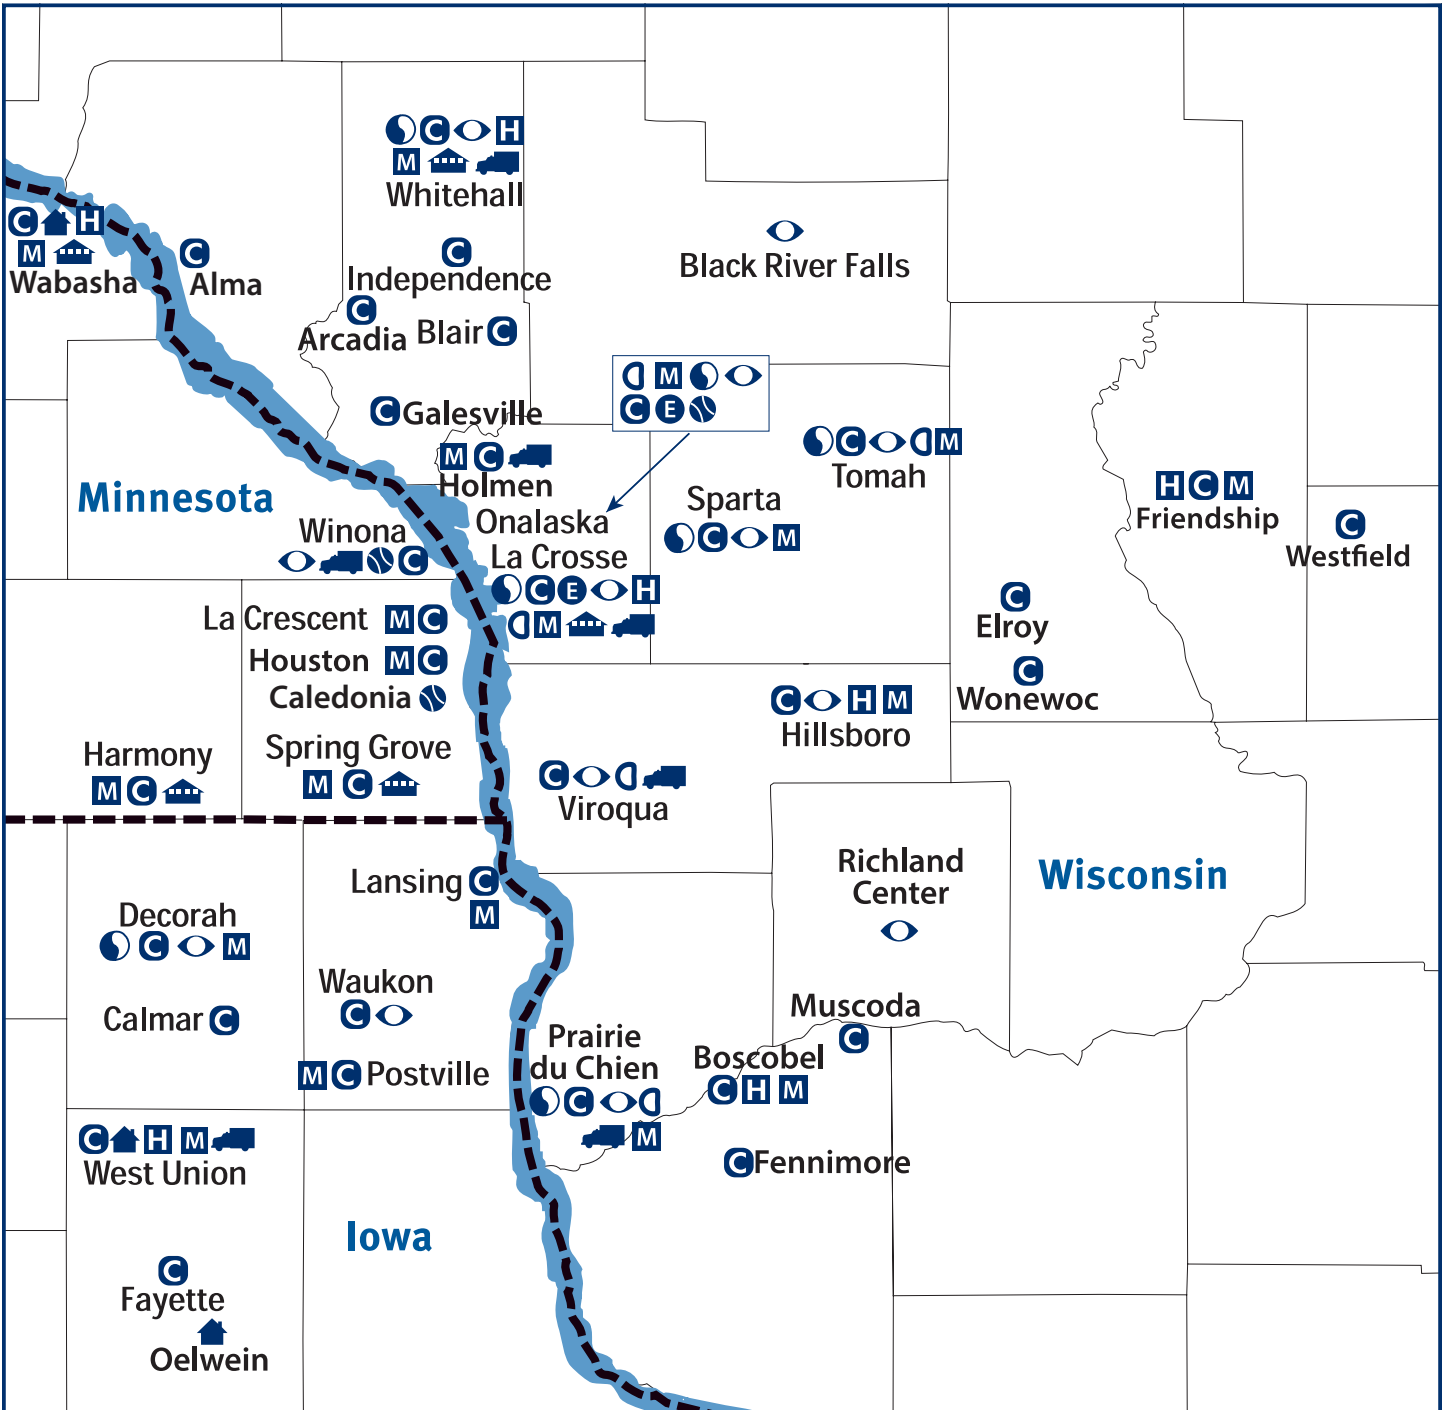 C H
M
Whitehall
C H
M
Wabasha
C
Alma
C
Independence
C
Arcadia
Blair C
Black River Falls
C Galesville
M
C E
M C
Holmen
Onalaska
C M
Tomah
Minnesota
Sparta
C M
H C M
Friendship
C
Westfield
Winona
C
La Crosse
C E H
M
La Crescent M C
Houston M C
Caledonia
C
Elroy
C
Wonewoc
C H M
Hillsboro
Harmony
M C
Spring Grove
M C
C
Viroqua
Richland
Center
Wisconsin
Lansing C
M
Decorah
C M
Waukon
C
Calmar C
M C Postville
Prairie
du Chien
C
M
Muscoda
C
Boscobel
C H M
C Fennimore
C H M
West Union
Iowa
C
Fayette
Oelwein